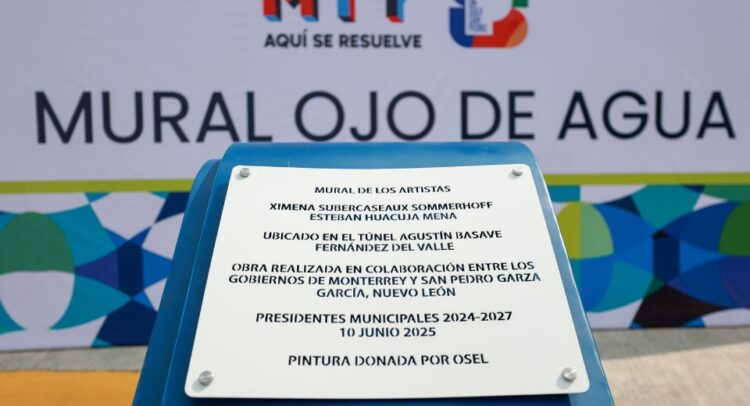 MTY
AQUÍ SE RESUELVE
MURAL OJO DE AGUA
MURAL DE LOS ARTISTAS
XIMENA SUBERCASEAUX SOMMERHOFF
ESTEBAN HUACUJA MENA
UBICADO EN EL TÚNEL AGUSTÍN BASAVE
FERNÁNDEZ DEL VALLE
OBRA REALIZADA EN COLABORACIÓN ENTRE LOS
GOBIERNOS DE MONTERREY Y SAN PEDRO GARZA
GARCÍA, NUEVO LEÓN
PRESIDENTES MUNICIPALES 2024-2027
10 JUNIO 2025
PINTURA DONADA POR OSEL